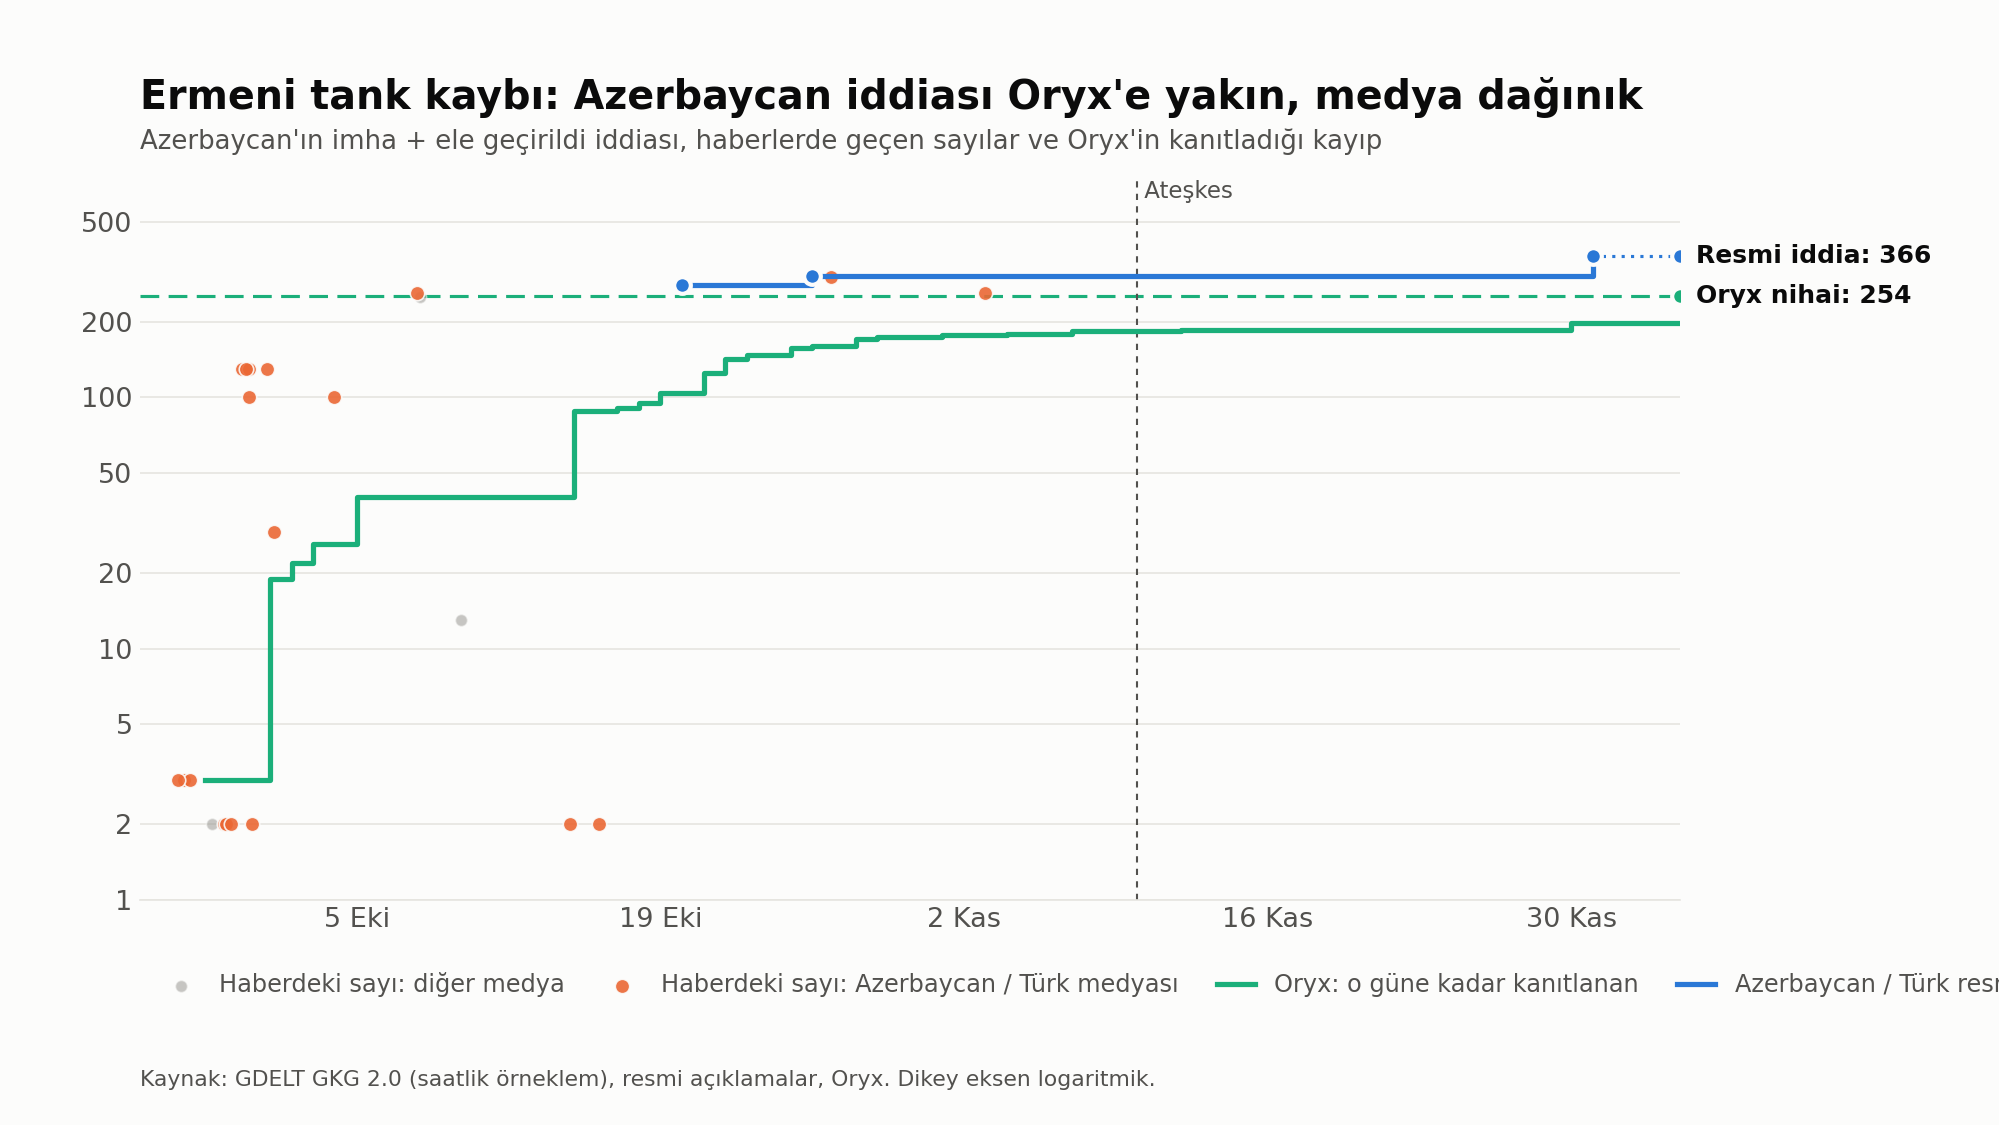 Ermeni tank kaybı: Azerbaycan iddiası Oryx'e yakın, medya dağınık
Azerbaycan'ın imha + ele geçirildi iddiası, haberlerde geçen sayılar ve Oryx'in kanıtladığı kayıp
Ateşkes
500
Resmi iddia: 366
Oryx nihai: 254
200
100
50
20
10
5
2
1
5 Eki 19 Eki 2 Kas 16 Kas 30 Kas
Haberdeki sayı: diğer medya Haberdeki sayı: Azerbaycan / Türk medyası Oryx: o güne kadar kanıtlanan Azerbaycan / Türk
Kaynak: GDELT GKG 2.0 (saatlik örneklem), resmi açıklamalar, Oryx. Dikey eksen logaritmik.